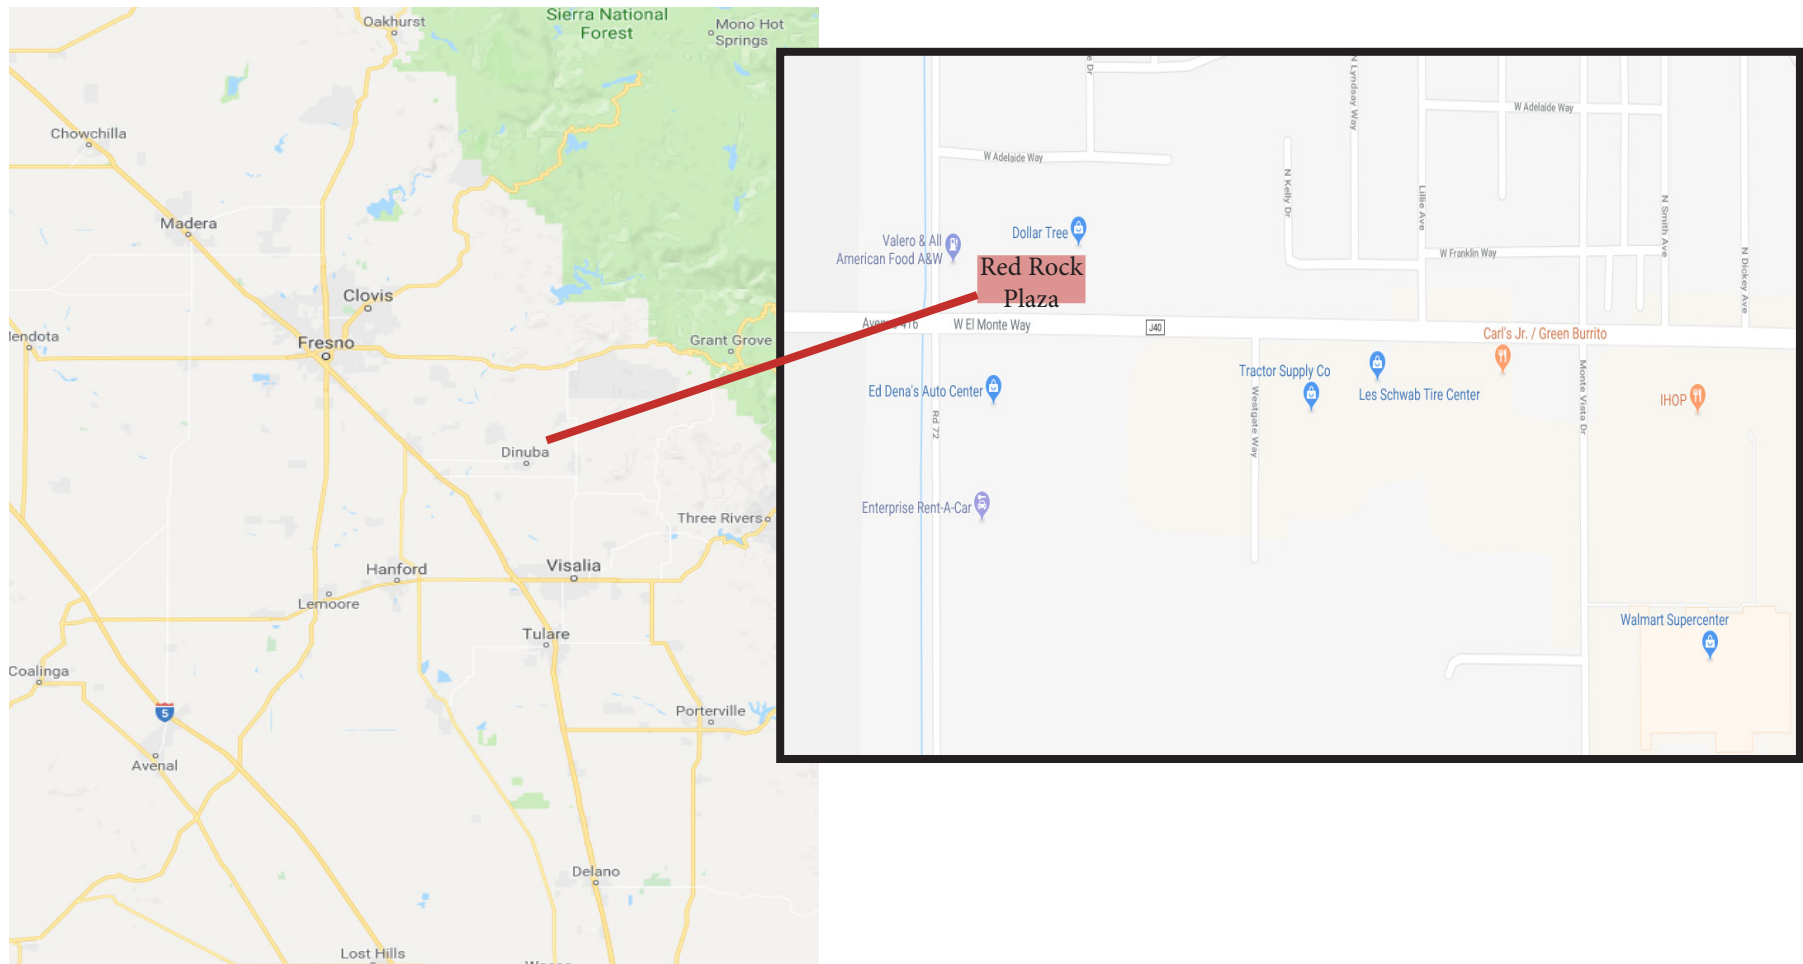 Oakhurst
Sierra National
Forest
Mono Hot
Springs
Chowchilla
Madera
Clovis
Fresno
Grant Grove
Dinuba
Three Rivers
Visalia
Hanford
Lemoore
Tulare
Coalinga
5
Porterville
Avenal
Delano
Lost Hills
e Dr
N Lyndsay Way
W Adelaide Way
W Adelaide Way
N Kelly Dr
Lillie Ave
N Smith Ave
Dollar Tree
Valero & All
American Food A&W
W Franklin Way
N Dickey Ave
Red Rock
Plaza
W El Monte Way
J40
Carl's Jr. / Green Burrito
Tractor Supply Co
Les Schwab Tire Center
Ed Dena's Auto Center
Rd 72
Westgate Way
Monte Vista Dr
IHOP
Enterprise Rent-A-Car
Walmart Supercenter